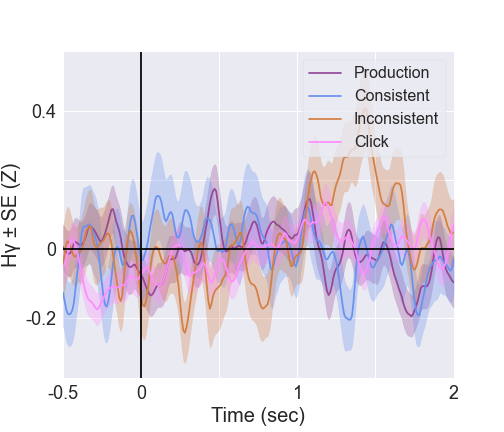 Production
Consistent
Inconsistent
Click
0.4
0
-0.2
Hγ ± SE (Z)
-0.5 0 1 2
Time (sec)